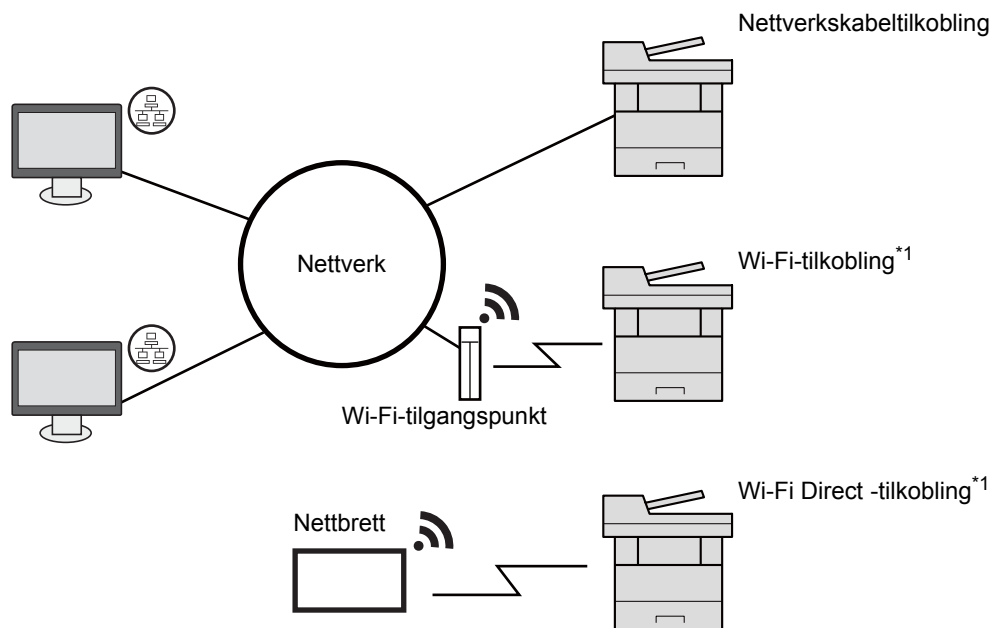 Nettverkskabeltilkobling
Nettverk
Wi-Fi-tilkobling*1
Wi-Fi-tilgangspunkt
Wi-Fi Direct -tilkobling*1
Nettbrett